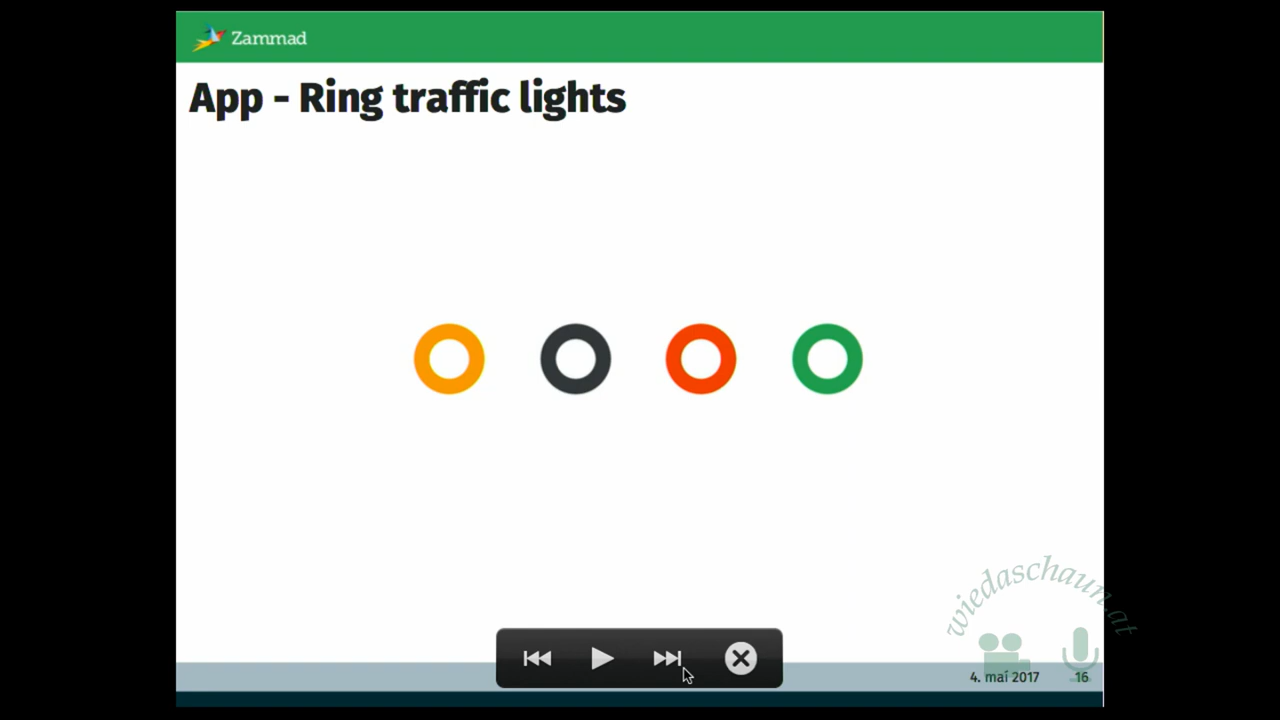 Zammad
App - Ring traffic lights
wiedaschaun.at
4. mai 2017
16